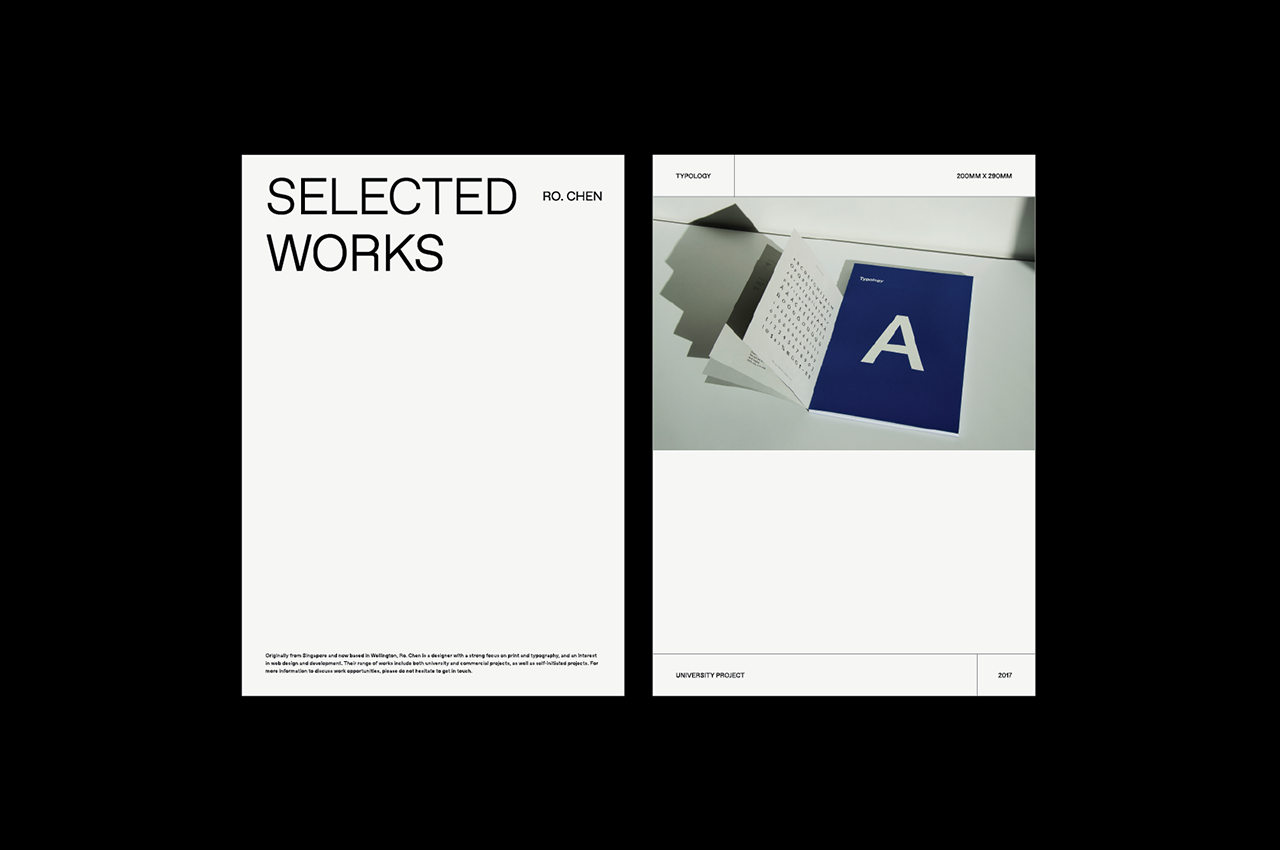 SELECTED
WORKS
RO. CHEN
Originally from Singapore and now based in Wellington, Ro. Chen is a designer with a strong focus on print and typography, and an interest
in web design and development. Their range of works include both university and commercial projects, as well as self-initiated projects. For
more information to discuss work opportunities, please do not hesitate to get in touch.
TYPOLOGY
200MM X 290MM
Typology
A
UNIVERSITY PROJECT
2017